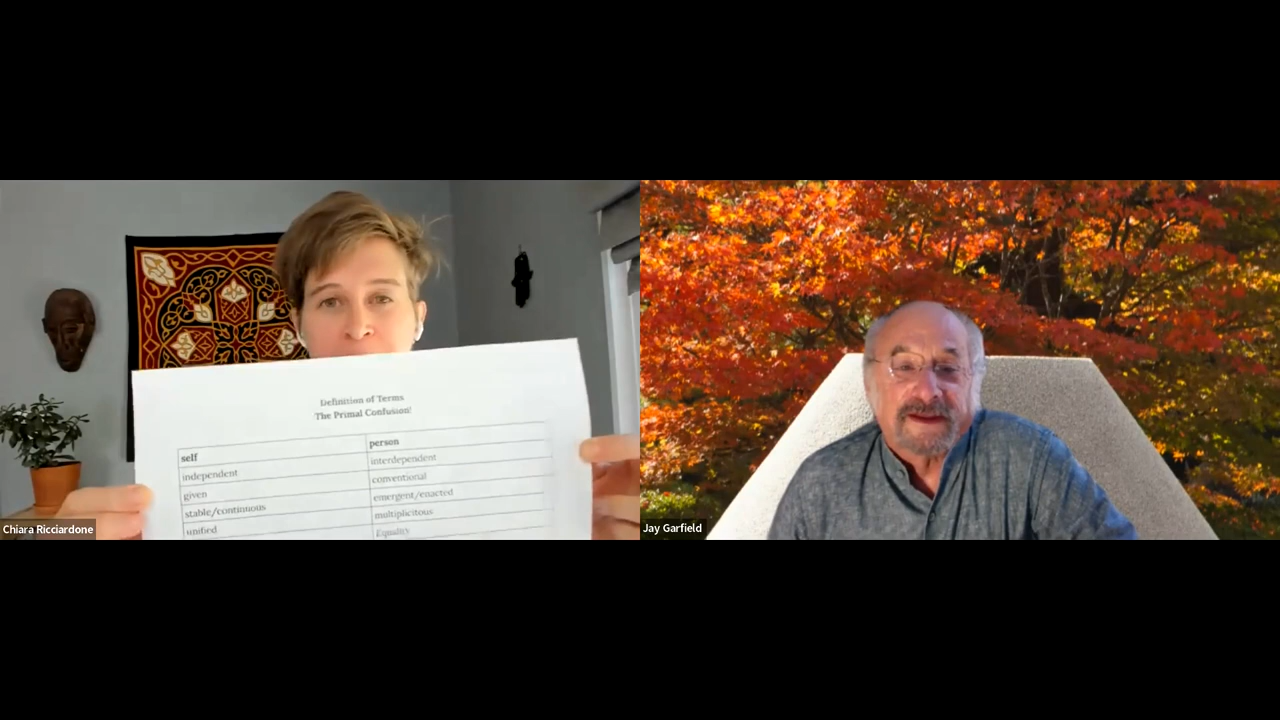 Definition of Terms
The Primal Confusion!
self person
independent interdependent
given conventional
stable/continuous emergent/enacted
unified multiplicitous
Equality
Chiara Ricciardone
Jay Garfield